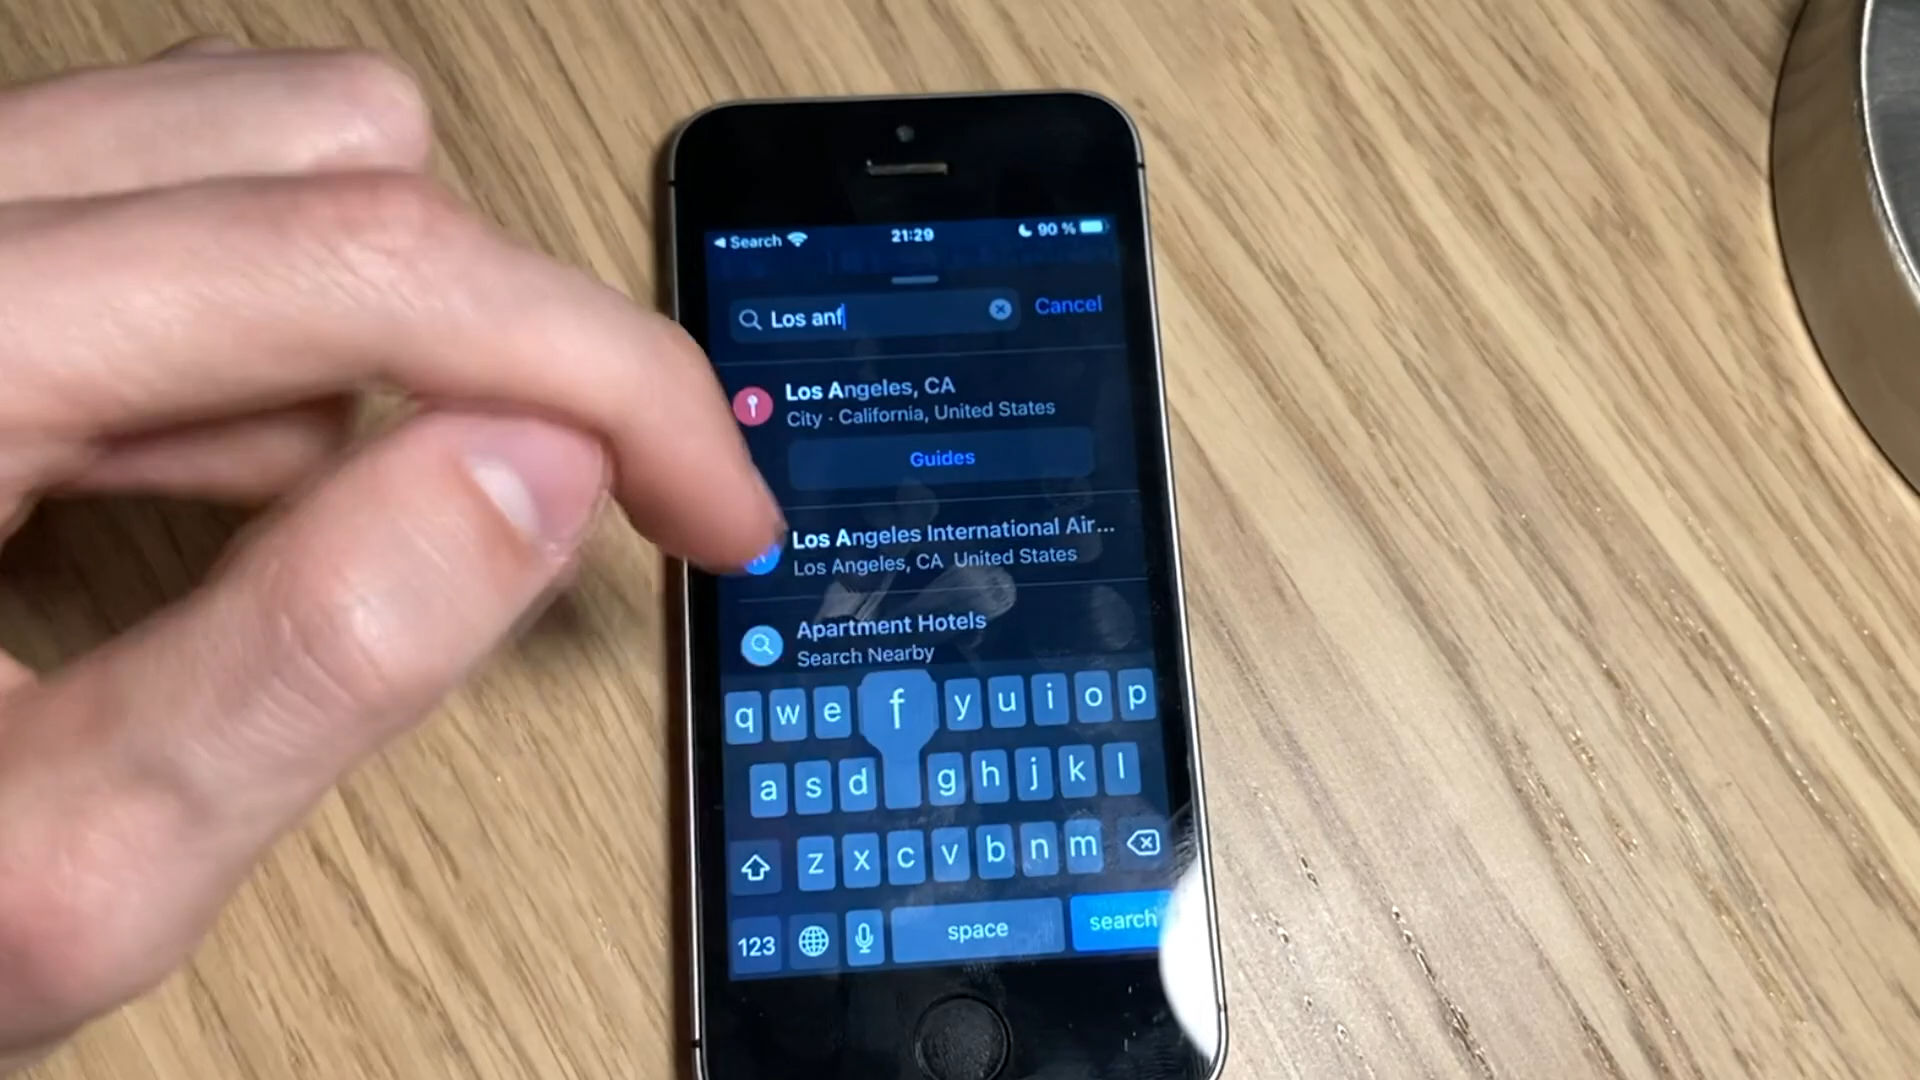 Search 21:29 90 %
Los anf Cancel
Los Angeles, CA
City · California, United States
Guides
Los Angeles International Air...
Los Angeles, CA United States
Apartment Hotels
Search Nearby
q w e f y u i o p
a s d g h j k l
z x c v b n m
123 space search